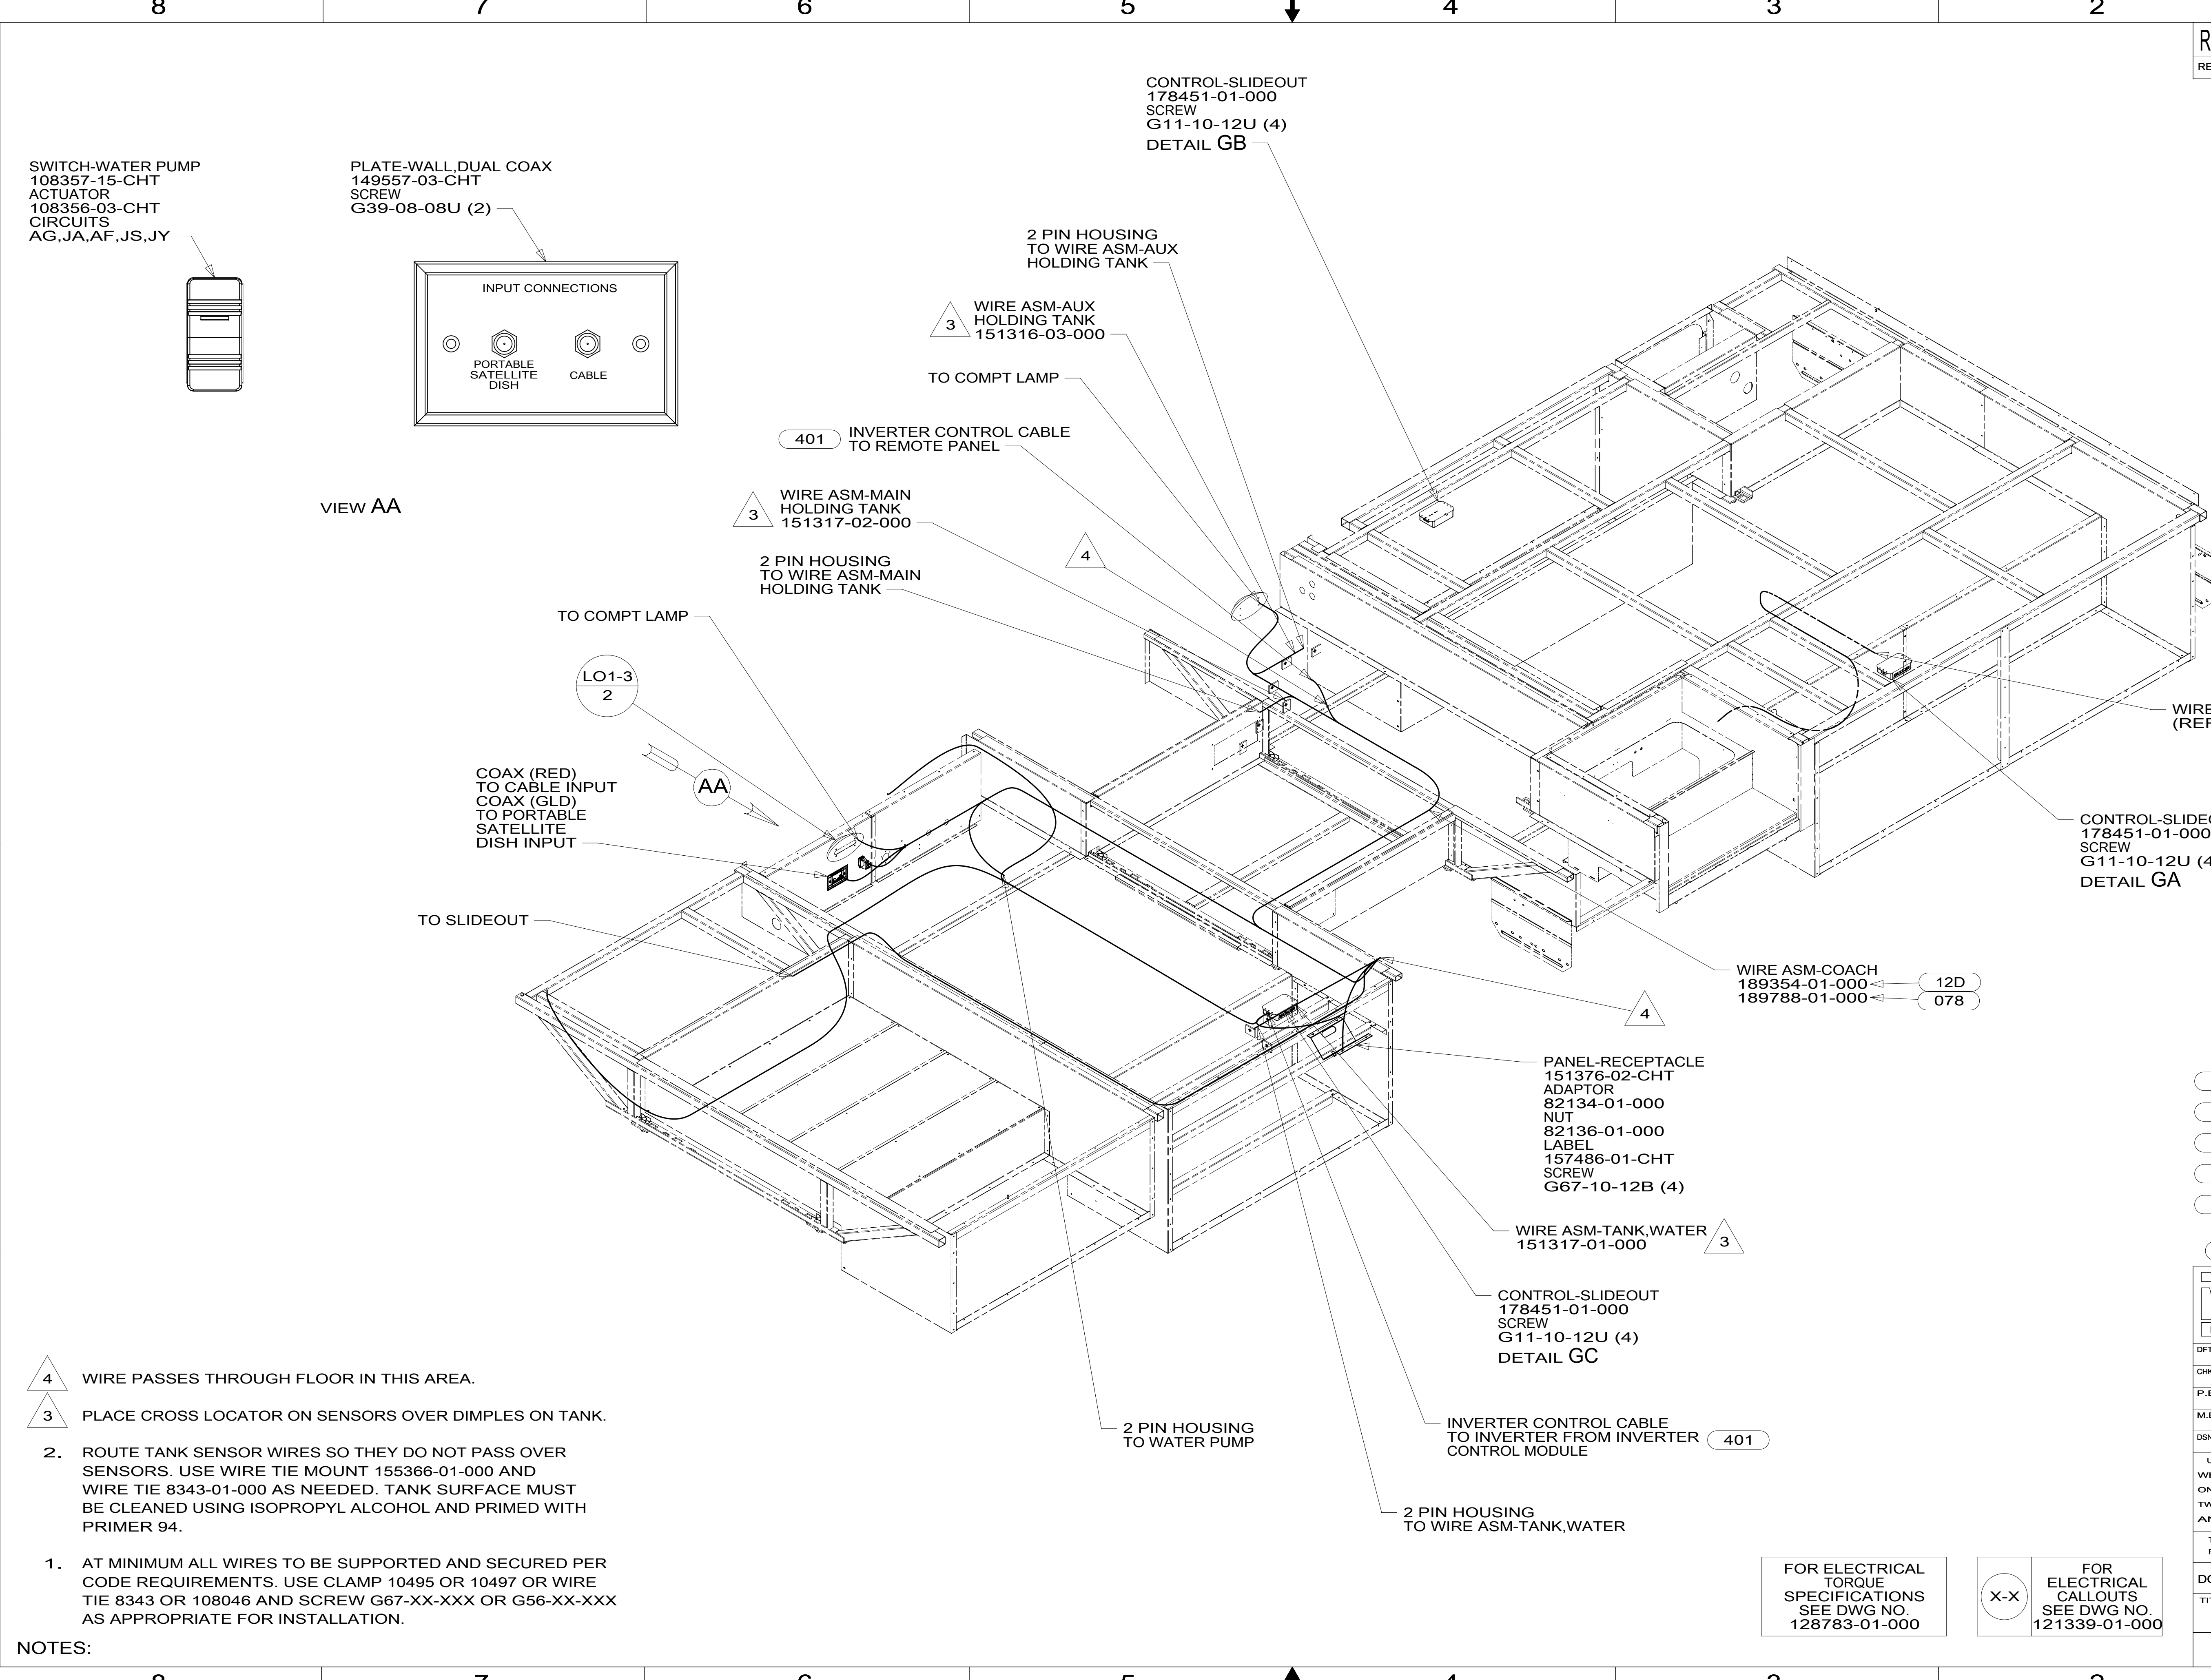 8 7 6 5 4 3 2
CONTROL-SLIDEOUT
178451-01-000
SCREW
G11-10-12U (4)
DETAIL GB
SWITCH-WATER PUMP
108357-15-CHT
ACTUATOR
108356-03-CHT
CIRCUITS
AG,JA,AF,JS,JY
PLATE-WALL,DUAL COAX
149557-03-CHT
SCREW
G39-08-08U (2)
INPUT CONNECTIONS
PORTABLE
SATELLITE
DISH
CABLE
VIEW AA
2 PIN HOUSING
TO WIRE ASM-AUX
HOLDING TANK
3
WIRE ASM-AUX
HOLDING TANK
151316-03-000
TO COMPT LAMP
401
INVERTER CONTROL CABLE
TO REMOTE PANEL
3
WIRE ASM-MAIN
HOLDING TANK
151317-02-000
4
2 PIN HOUSING
TO WIRE ASM-MAIN
HOLDING TANK
TO COMPT LAMP
LO1-3
2
AA
COAX (RED)
TO CABLE INPUT
COAX (GLD)
TO PORTABLE
SATELLITE
DISH INPUT
TO SLIDEOUT
WIRE
(REF
CONTROL-SLIDEO
178451-01-000
SCREW
G11-10-12U (4
DETAIL GA
WIRE ASM-COACH
189354-01-000
12D
189788-01-000
078
4
PANEL-RECEPTACLE
151376-02-CHT
ADAPTOR
82134-01-000
NUT
82136-01-000
LABEL
157486-01-CHT
SCREW
G67-10-12B (4)
WIRE ASM-TANK,WATER
151317-01-000
3
CONTROL-SLIDEOUT
178451-01-000
SCREW
G11-10-12U (4)
DETAIL GC
INVERTER CONTROL CABLE
TO INVERTER FROM INVERTER
CONTROL MODULE
401
2 PIN HOUSING
TO WATER PUMP
2 PIN HOUSING
TO WIRE ASM-TANK,WATER
4 WIRE PASSES THROUGH FLOOR IN THIS AREA.
3 PLACE CROSS LOCATOR ON SENSORS OVER DIMPLES ON TANK.
2. ROUTE TANK SENSOR WIRES SO THEY DO NOT PASS OVER
SENSORS. USE WIRE TIE MOUNT 155366-01-000 AND
WIRE TIE 8343-01-000 AS NEEDED. TANK SURFACE MUST
BE CLEANED USING ISOPROPYL ALCOHOL AND PRIMED WITH
PRIMER 94.
1. AT MINIMUM ALL WIRES TO BE SUPPORTED AND SECURED PER
CODE REQUIREMENTS. USE CLAMP 10495 OR 10497 OR WIRE
TIE 8343 OR 108046 AND SCREW G67-XX-XXX OR G56-XX-XXX
AS APPROPRIATE FOR INSTALLATION.
NOTES:
FOR ELECTRICAL
TORQUE
SPECIFICATIONS
SEE DWG NO.
128783-01-000
X-X
FOR
ELECTRICAL
CALLOUTS
SEE DWG NO.
121339-01-000
8 7 6 5 4 3 2